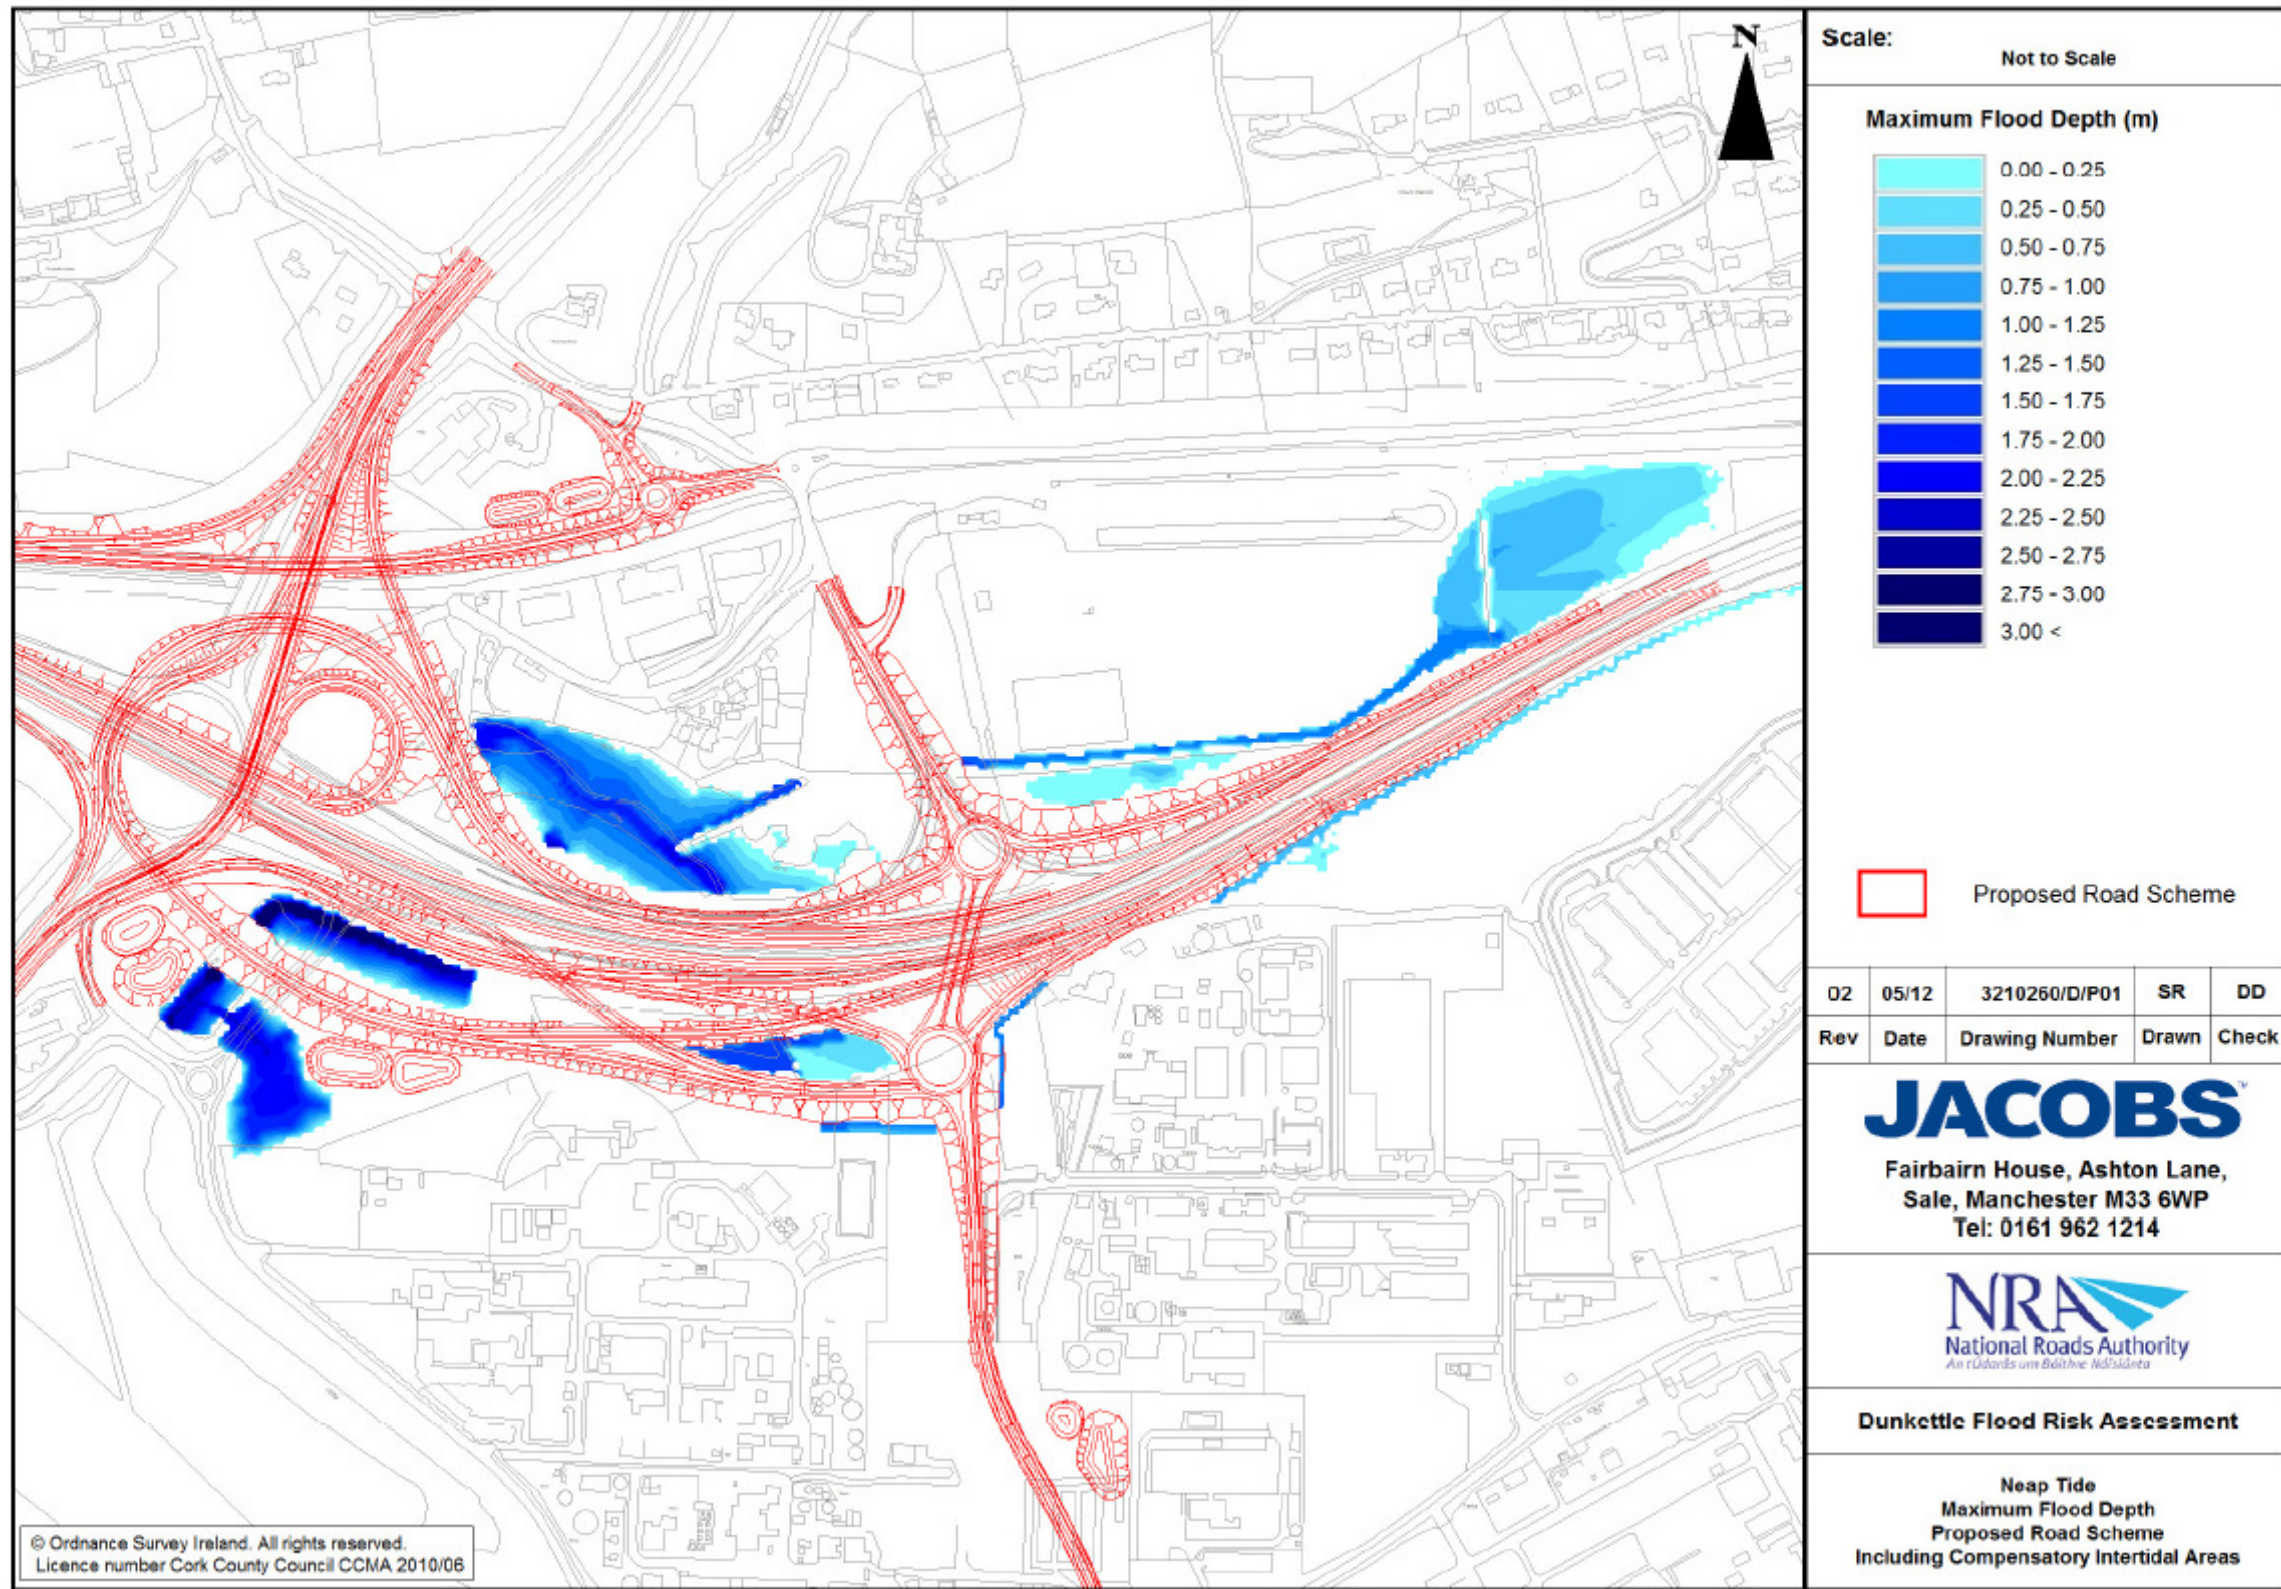 N
Scale:
Not to Scale
Maximum Flood Depth (m)
0.00 - 0.25
0.25 - 0.50
0.50 - 0.75
0.75 - 1.00
1.00 - 1.25
1.25 - 1.50
1.50 - 1.75
1.75 - 2.00
2.00 - 2.25
2.25 - 2.50
2.50 - 2.75
2.75 - 3.00
3.00 <
Proposed Road Scheme
02 05/12 3210260/D/P01 SR DD
Rev Date Drawing Number Drawn Check
JACOBS™
Fairbairn House, Ashton Lane,
Sale, Manchester M33 6WP
Tel: 0161 962 1214
NRA
National Roads Authority
An tÚdarás um Bóithre Náisiúnta
Dunkettle Flood Risk Assessment
Neap Tide
Maximum Flood Depth
Proposed Road Scheme
Including Compensatory Intertidal Areas
© Ordnance Survey Ireland. All rights reserved.
Licence number Cork County Council CCMA 2010/06